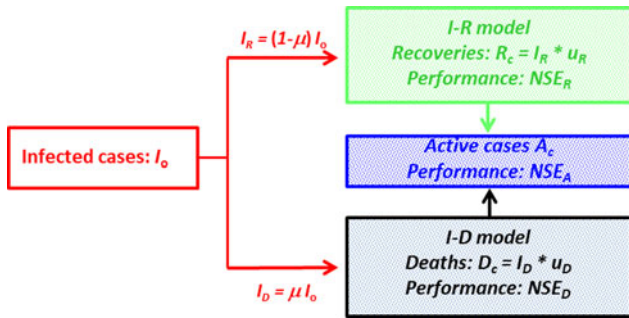 I_R = (1-μ) I_o
I-R model
Recoveries: R_c = I_R * u_R
Performance: NSE_R
Infected cases: I_o
Active cases A_c
Performance: NSE_A
I-D model
Deaths: D_c = I_D * u_D
Performance: NSE_D
I_D = μ I_o